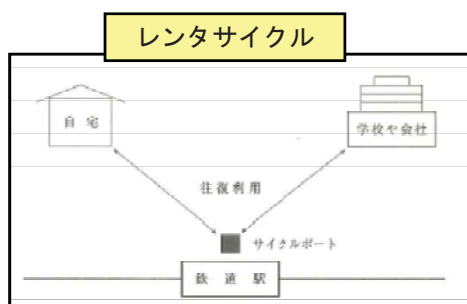 レンタサイクル
自宅
学校や会社
往復利用
サイクルポート
鉄道駅